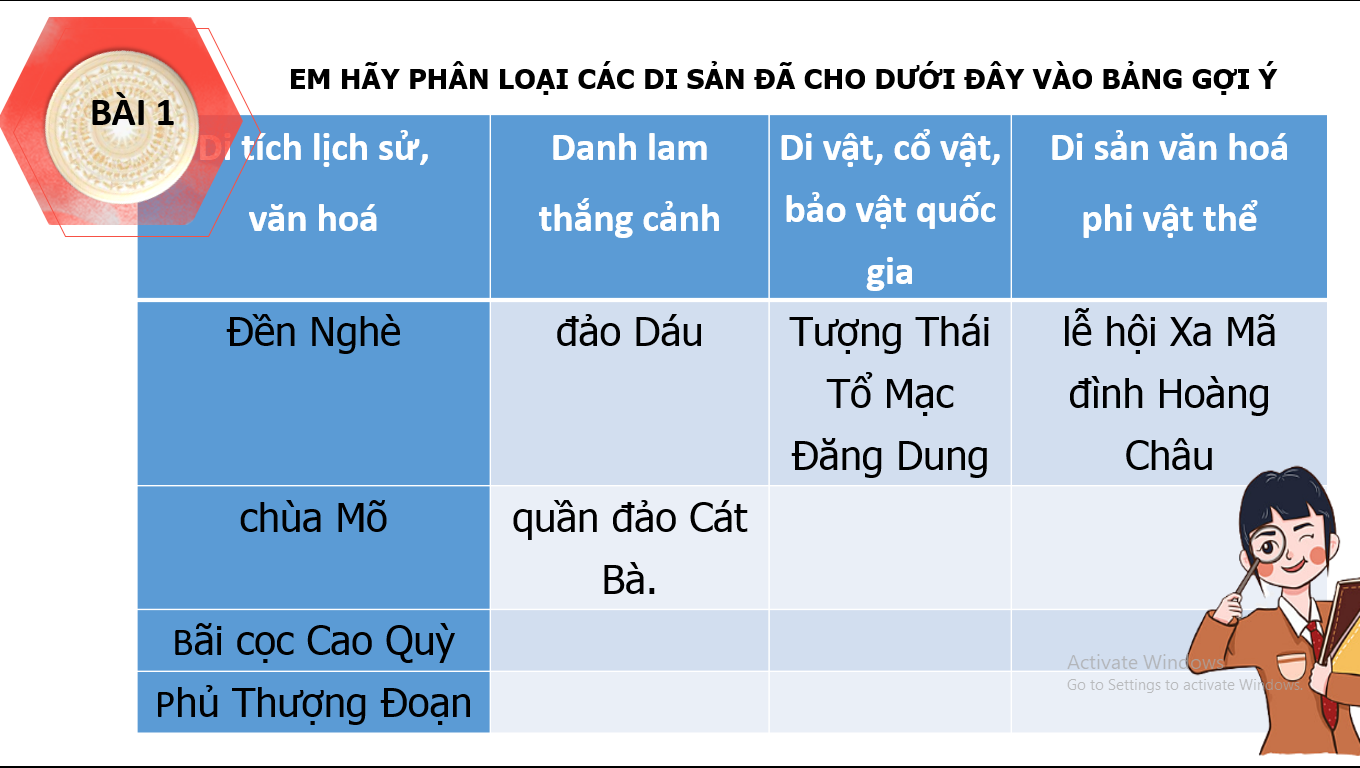 EM HÃY PHÂN LOẠI CÁC DI SẢN ĐÃ CHO DƯỚI ĐÂY VÀO BẢNG GỢI Ý
BÀI 1
Di tích lịch sử,
văn hoá
Danh lam
thắng cảnh
Di vật, cổ vật,
bảo vật quốc
gia
Di sản văn hoá
phi vật thể
Đền Nghè
đảo Dáu
Tượng Thái
Tổ Mạc
Đăng Dung
lễ hội Xa Mã
đình Hoàng
Châu
chùa Mõ
quần đảo Cát
Bà.
Bãi cọc Cao Quỳ
Phủ Thượng Đoạn
Activate Windows
Go to Settings to activate Windows.